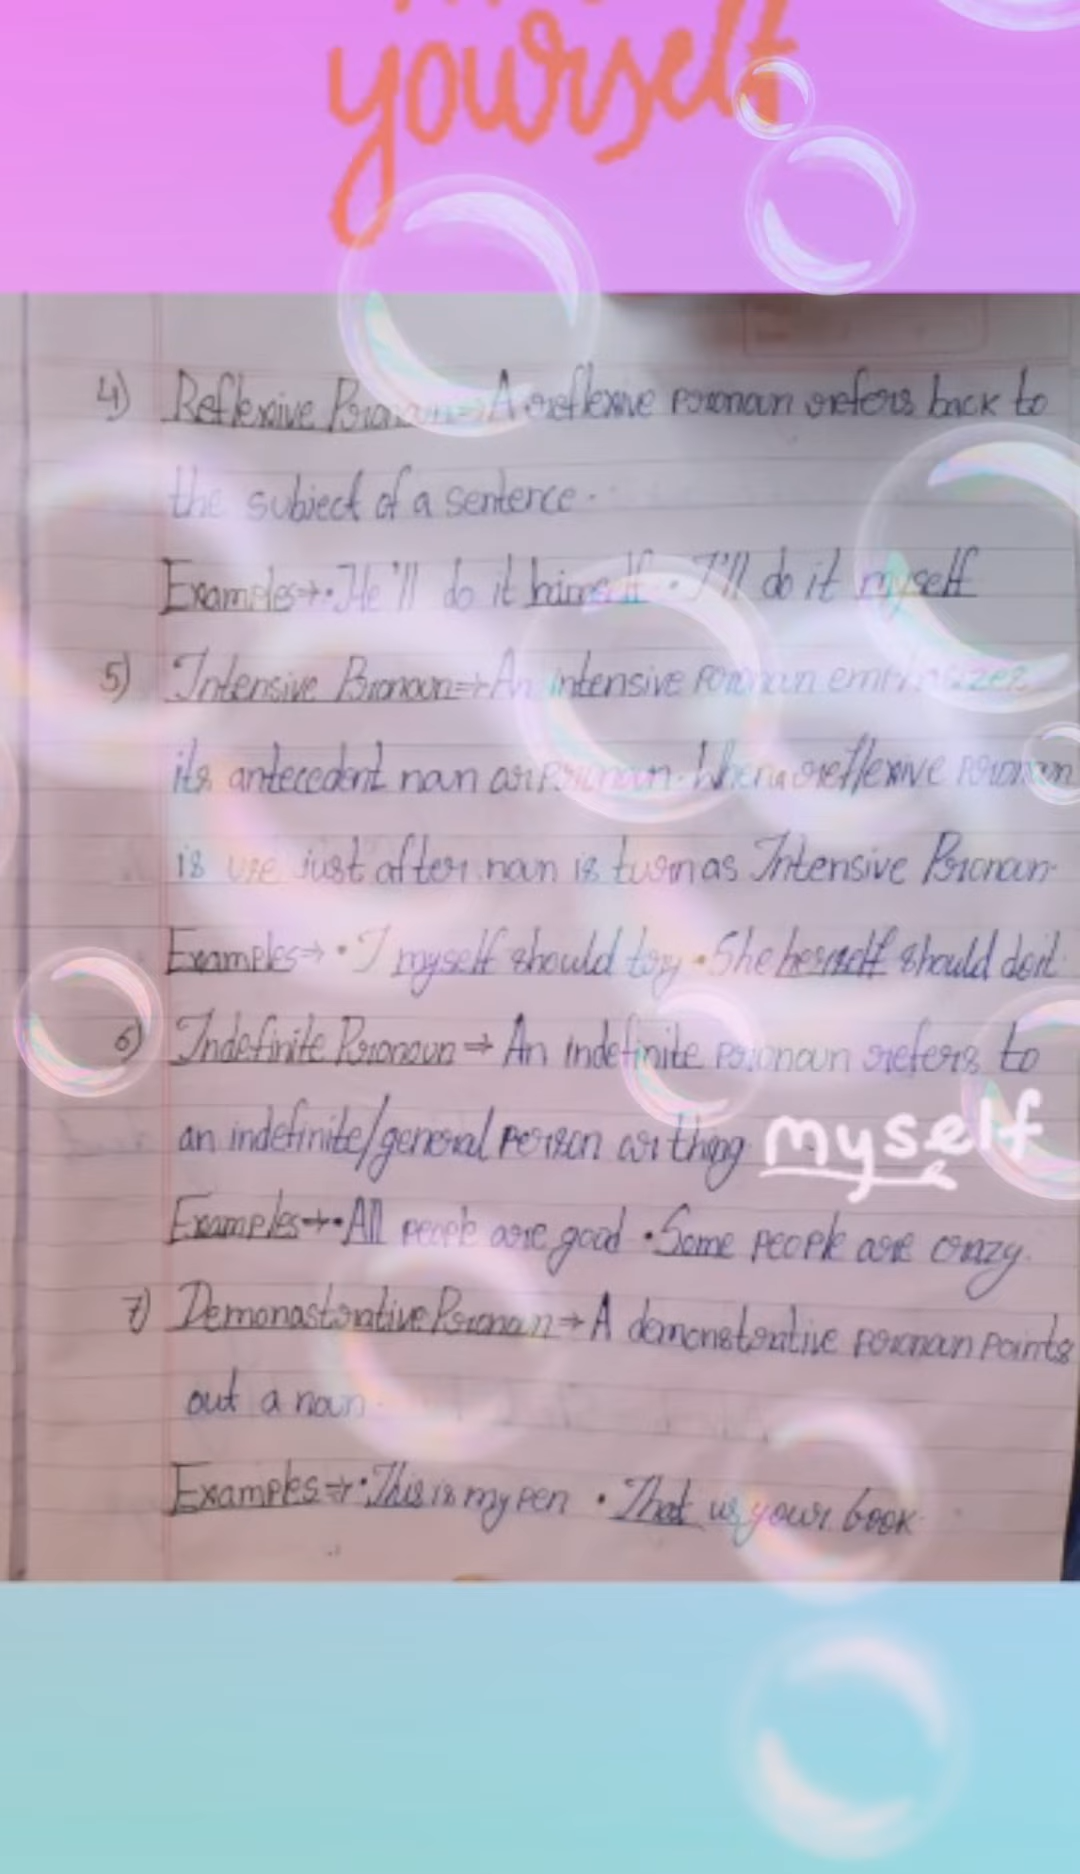 yourself
4) Reflexive Pronoun⇒A reflexive pronoun refers back to
the subject of a sentence.
Examples→•He'll do it himself • I'll do it myself
5) Intensive Pronoun⇒An intensive pronoun emphasizes
its antecedent noun or pronoun. When a reflexive pronoun
is use just after noun is turn as Intensive Pronoun.
Examples→ • I myself should try •She herself should do it.
6) Indefinite Pronoun ⇒ An indefinite pronoun refers to
an indefinite/general person or thing
myself
Examples→•All people are good •Some people are crazy.
7) Demonastrative Pronoun⇒A demonstrative pronoun points
out a noun.
Examples⇒•This is my pen • That is your book.